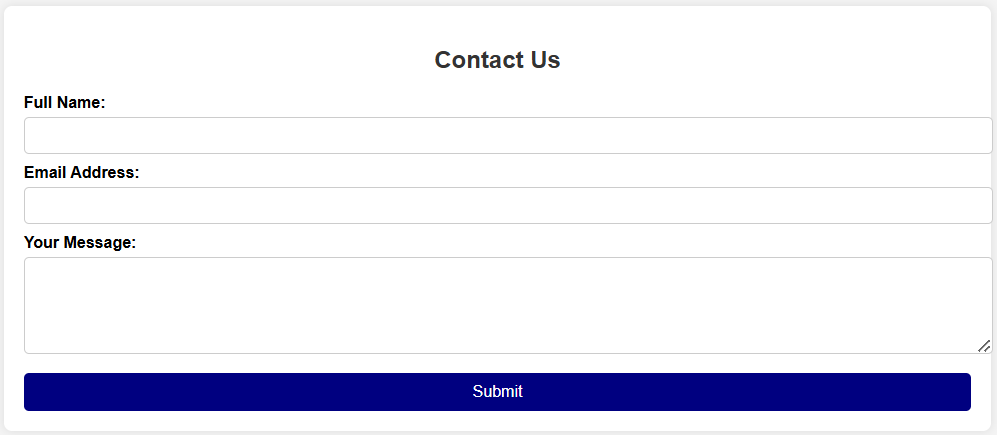 Contact Us
Full Name:
Email Address:
Your Message:
Submit